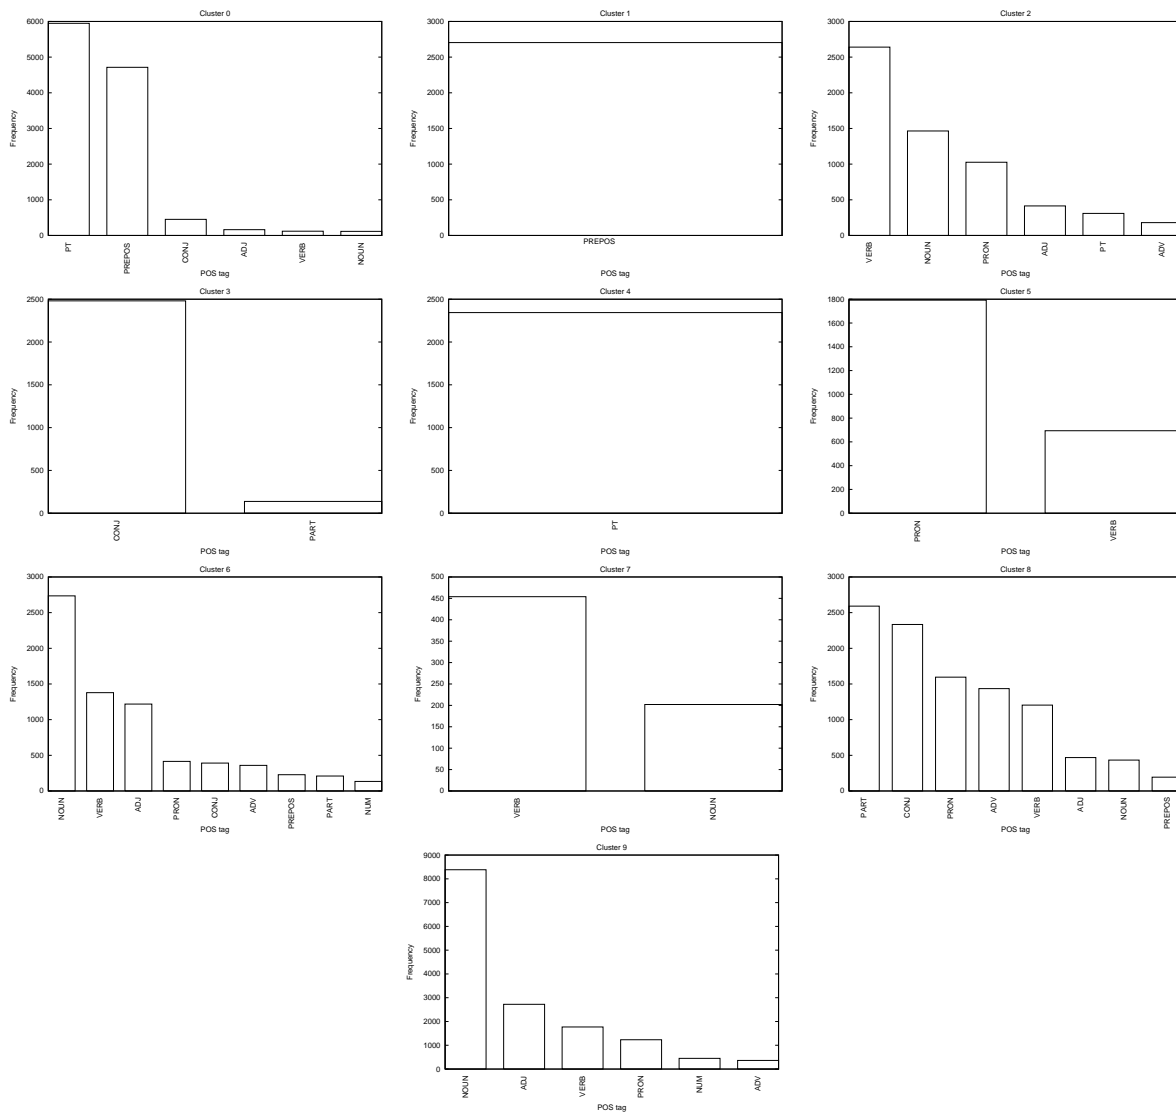 Cluster 0
6000
5000
4000
3000
2000
1000
0
Frequency
PT
PREPOS
CONJ
ADJ
VERB
NOUN
POS tag
Cluster 1
3000
2500
2000
1500
1000
500
0
Frequency
PREPOS
POS tag
Cluster 2
3000
2500
2000
1500
1000
500
0
Frequency
VERB
NOUN
PRON
ADJ
PT
ADV
POS tag
Cluster 3
2500
2000
1500
1000
500
0
Frequency
CONJ
PART
POS tag
Cluster 4
2500
2000
1500
1000
500
0
Frequency
PT
POS tag
Cluster 5
1800
1600
1400
1200
1000
800
600
400
200
0
Frequency
PRON
VERB
POS tag
Cluster 6
3000
2500
2000
1500
1000
500
0
Frequency
NOUN
VERB
ADJ
PRON
CONJ
ADV
PREPOS
PART
NUM
POS tag
Cluster 7
500
450
400
350
300
250
200
150
100
50
0
Frequency
VERB
NOUN
POS tag
Cluster 8
3000
2500
2000
1500
1000
500
0
Frequency
PART
CONJ
PRON
ADV
VERB
ADJ
NOUN
PREPOS
POS tag
Cluster 9
9000
8000
7000
6000
5000
4000
3000
2000
1000
0
Frequency
NOUN
ADJ
VERB
PRON
NUM
ADV
POS tag